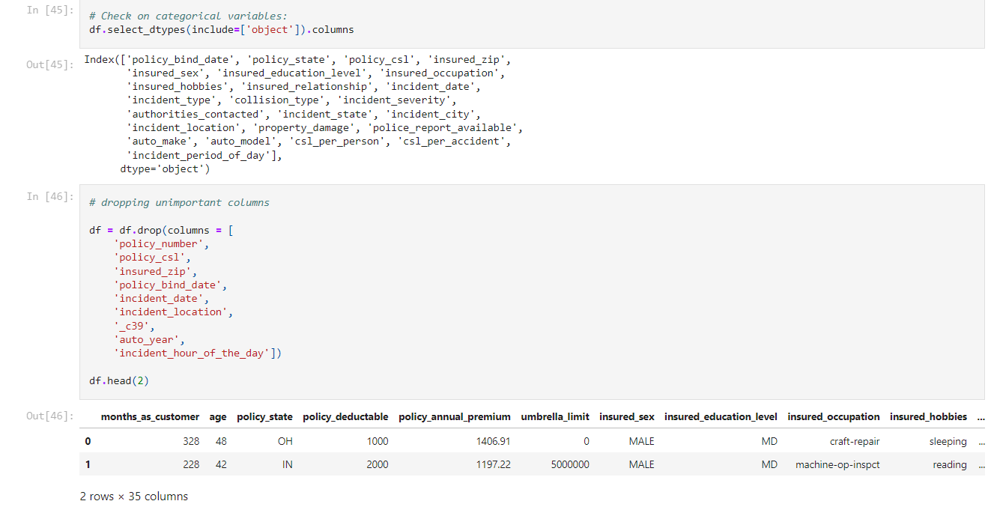 In [45]:
# Check on categorical variables:
df.select_dtypes(include=['object']).columns
Out[45]:
Index(['policy_bind_date', 'policy_state', 'policy_csl', 'insured_zip',
'insured_sex', 'insured_education_level', 'insured_occupation',
'insured_hobbies', 'insured_relationship', 'incident_date',
'incident_type', 'collision_type', 'incident_severity',
'authorities_contacted', 'incident_state', 'incident_city',
'incident_location', 'property_damage', 'police_report_available',
'auto_make', 'auto_model', 'csl_per_person', 'csl_per_accident',
'incident_period_of_day'],
dtype='object')
In [46]:
# dropping unimportant columns
df = df.drop(columns = [
'policy_number',
'policy_csl',
'insured_zip',
'policy_bind_date',
'incident_date',
'incident_location',
'_c39',
'auto_year',
'incident_hour_of_the_day'])
df.head(2)
Out[46]:
months_as_customer age policy_state policy_deductable policy_annual_premium umbrella_limit insured_sex insured_education_level insured_occupation insured_hobbies ...
0 328 48 OH 1000 1406.91 0 MALE MD craft-repair sleeping ...
1 228 42 IN 2000 1197.22 5000000 MALE MD machine-op-inspct reading ...
2 rows × 35 columns